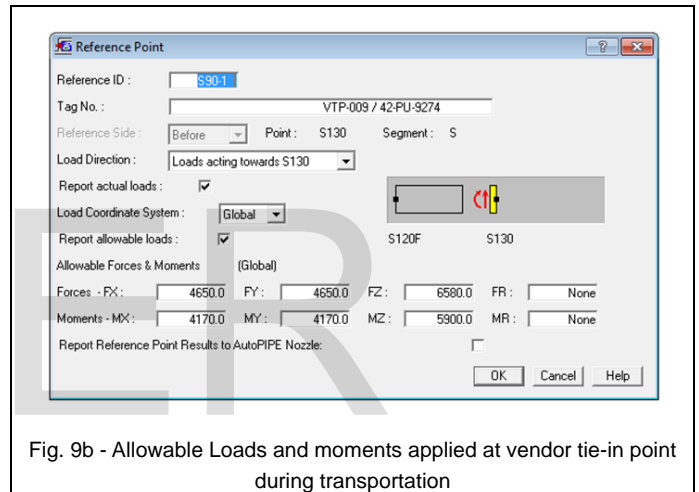 Reference Point
Reference ID : S90-1
Tag No. : VTP-009 / 42-PU-9274
Reference Side : Before Point : S130 Segment : S
Load Direction : Loads acting towards S130
Report actual loads :
Load Coordinate System : Global
Report allowable loads :
S120F S130
Allowable Forces & Moments (Global)
Forces - FX : 4650.0 FY : 4650.0 FZ : 6580.0 FR : None
Moments - MX : 4170.0 MY : 4170.0 MZ : 5900.0 MR : None
Report Reference Point Results to AutoPIPE Nozzle:
OK Cancel Help
ER
Fig. 9b - Allowable Loads and moments applied at vendor tie-in point
during transportation